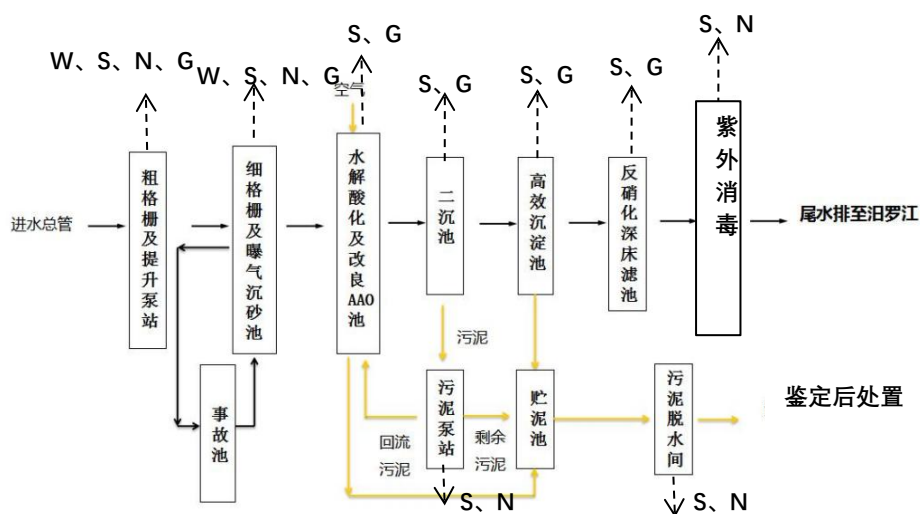 S、N
S、G
W、S、N、G
W、S、N、G
S、G
S、G
S、G
空气
粗格栅及提升泵站
细格栅及曝气沉砂池
水解酸化及改良AAO池
二沉池
高效沉淀池
反硝化深床滤池
紫外消毒
进水总管
尾水排至汨罗江
污泥
事故池
污泥泵站
贮泥池
污泥脱水间
鉴定后处置
回流
污泥
剩余
污泥
S、N
S、N